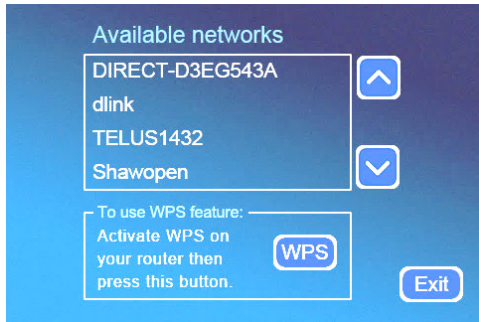 Available networks
DIRECT-D3EG543A
dlink
TELUS1432
Shawopen
To use WPS feature:
Activate WPS on
your router then
press this button.
WPS
Exit